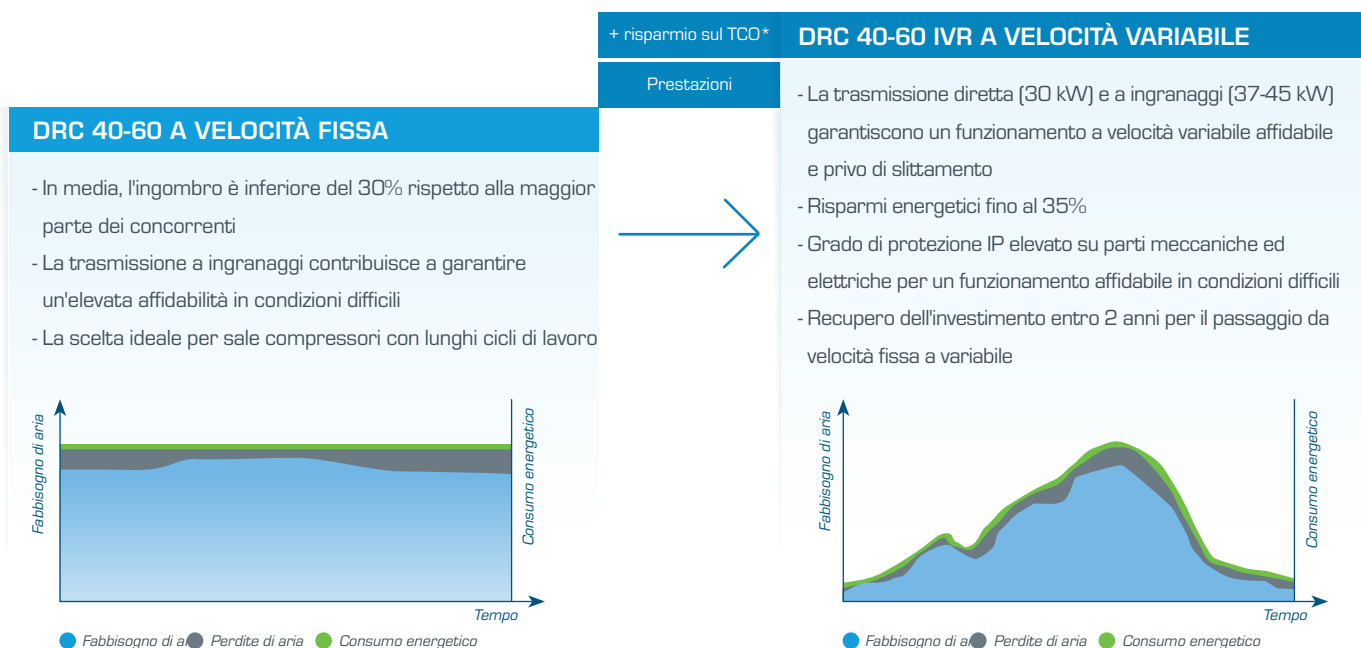 + risparmio sul TCO*
Prestazioni
DRC 40-60 A VELOCITÀ FISSA
- In media, l'ingombro è inferiore del 30% rispetto alla maggior
parte dei concorrenti
- La trasmissione a ingranaggi contribuisce a garantire
un'elevata affidabilità in condizioni difficili
- La scelta ideale per sale compressori con lunghi cicli di lavoro
Fabbisogno di aria
Consumo energetico
Tempo
Fabbisogno di a
Perdite di aria
Consumo energetico
DRC 40-60 IVR A VELOCITÀ VARIABILE
- La trasmissione diretta (30 kW) e a ingranaggi (37-45 kW)
garantiscono un funzionamento a velocità variabile affidabile
e privo di slittamento
- Risparmi energetici fino al 35%
- Grado di protezione IP elevato su parti meccaniche ed
elettriche per un funzionamento affidabile in condizioni difficili
- Recupero dell'investimento entro 2 anni per il passaggio da
velocità fissa a variabile
Fabbisogno di aria
Consumo energetico
Tempo
Fabbisogno di a
Perdite di aria
Consumo energetico